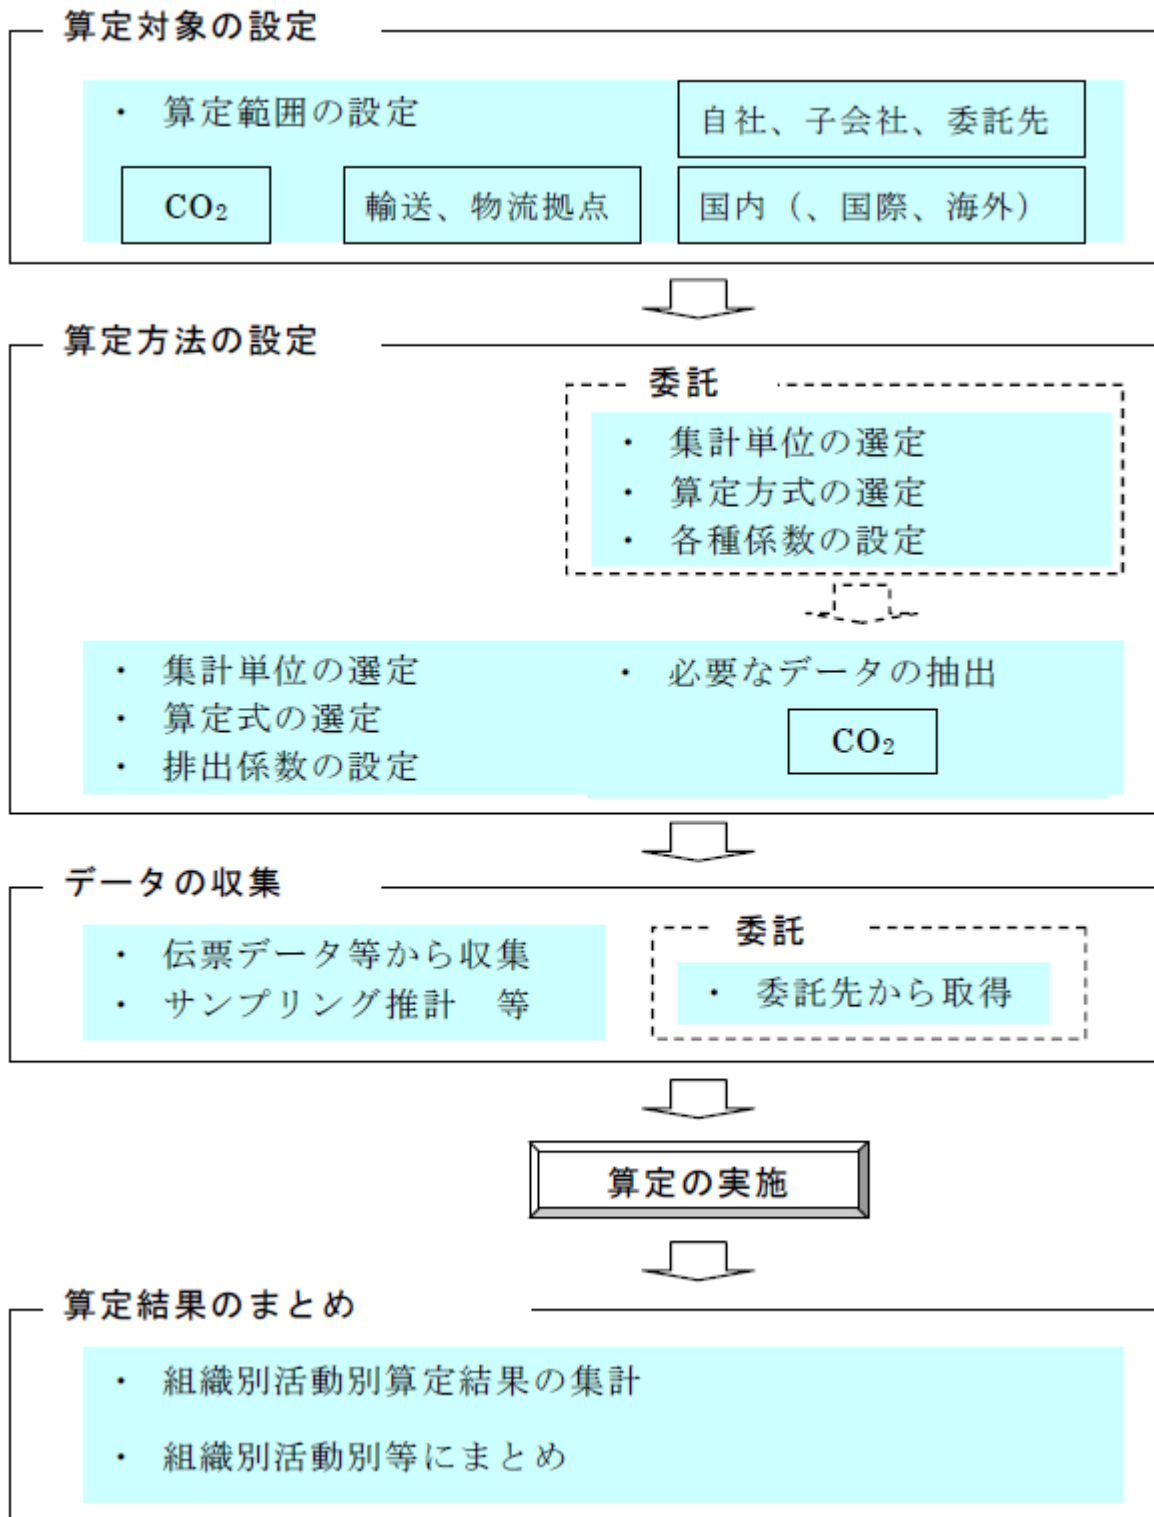 算定対象の設定
・ 算定範囲の設定
自社、子会社、委託先
CO₂
輸送、物流拠点
国内（、国際、海外）
算定方法の設定
委託
・ 集計単位の選定
・ 算定方式の選定
・ 各種係数の設定
・ 集計単位の選定
・ 算定式の選定
・ 排出係数の設定
・ 必要なデータの抽出
CO₂
データの収集
・ 伝票データ等から収集
・ サンプリング推計　等
委託
・ 委託先から取得
算定の実施
算定結果のまとめ
・ 組織別活動別算定結果の集計
・ 組織別活動別等にまとめ